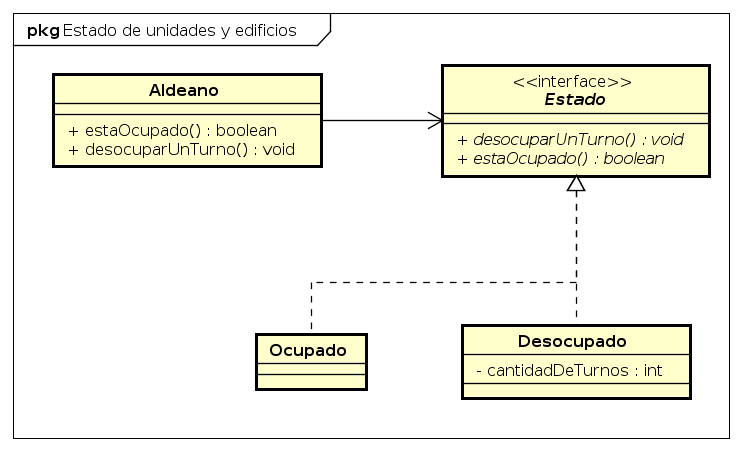 pkg Estado de unidades y edificios
Aldeano
+ estaOcupado() : boolean
+ desocuparUnTurno() : void
<<interface>>
Estado
+ desocuparUnTurno() : void
+ estaOcupado() : boolean
Ocupado
Desocupado
- cantidadDeTurnos : int